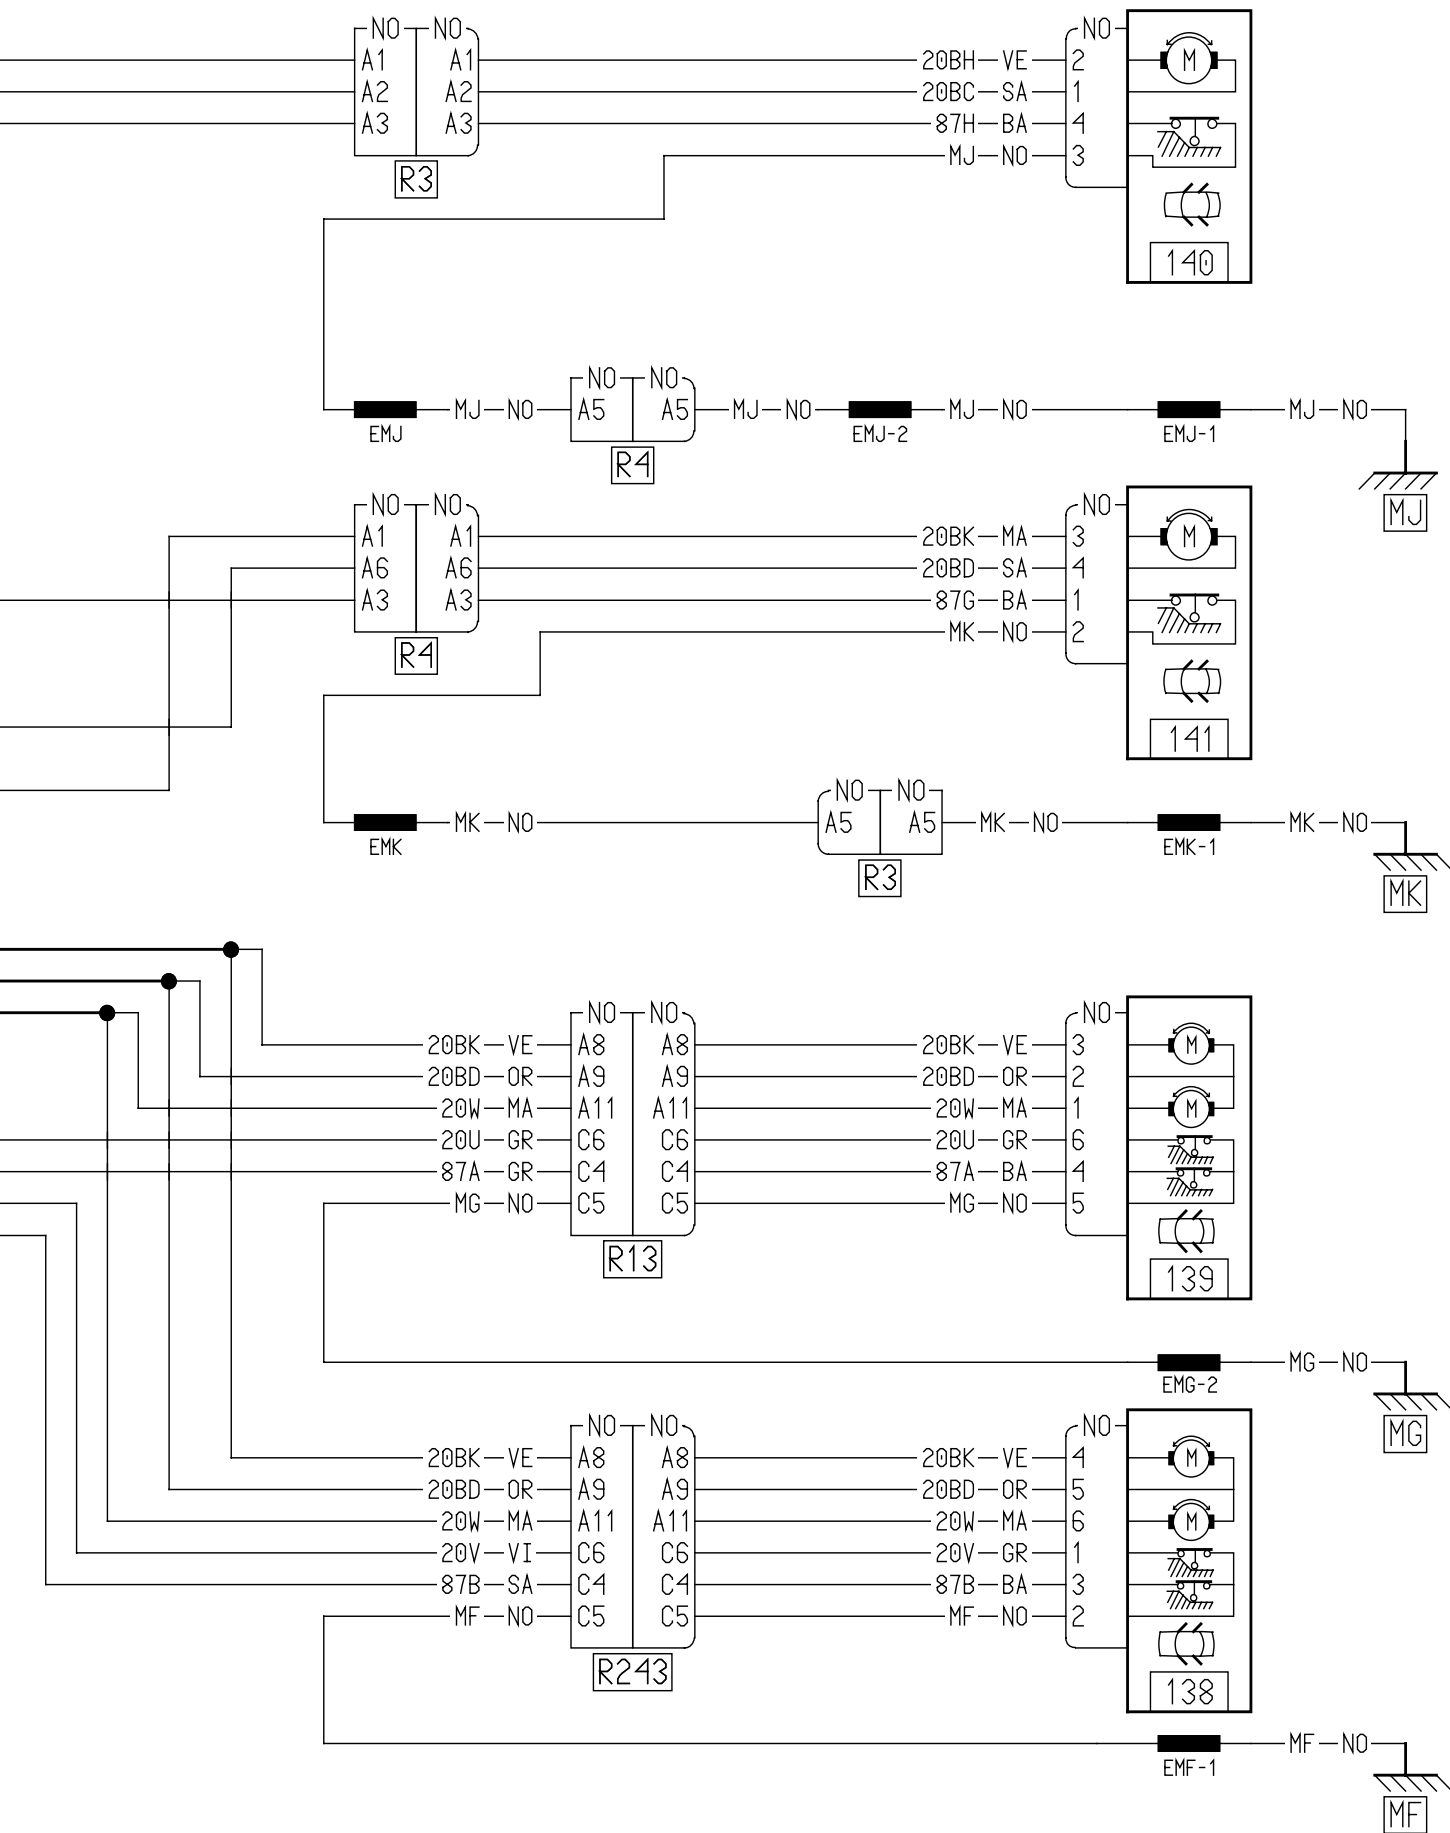 NO NO NO
A1 A1 20BH VE 2 M
A2 A2 20BC SA 1
A3 A3 87H BA 4
MJ NO 3
R3
140
NO NO
MJ NO A5 A5 MJ NO MJ NO MJ NO
EMJ EMJ-2 EMJ-1
R4
MJ
NO NO NO
A1 A1 20BK MA 3 M
A6 A6 20BD SA 4
A3 A3 87G BA 1
MK NO 2
R4
141
NO NO
MK NO A5 A5 MK NO MK NO
EMK EMK-1
R3
MK
NO NO NO
20BK VE A8 A8 20BK VE 3 M
20BD OR A9 A9 20BD OR 2
20W MA A11 A11 20W MA 1 M
20U GR C6 C6 20U GR 6
87A GR C4 C4 87A BA 4
MG NO C5 C5 MG NO 5
R13
139
MG NO
EMG-2
MG
NO NO NO
20BK VE A8 A8 20BK VE 4 M
20BD OR A9 A9 20BD OR 5
20W MA A11 A11 20W MA 6 M
20V VI C6 C6 20V GR 1
87B SA C4 C4 87B BA 3
MF NO C5 C5 MF NO 2
R243
138
MF NO
EMF-1
MF